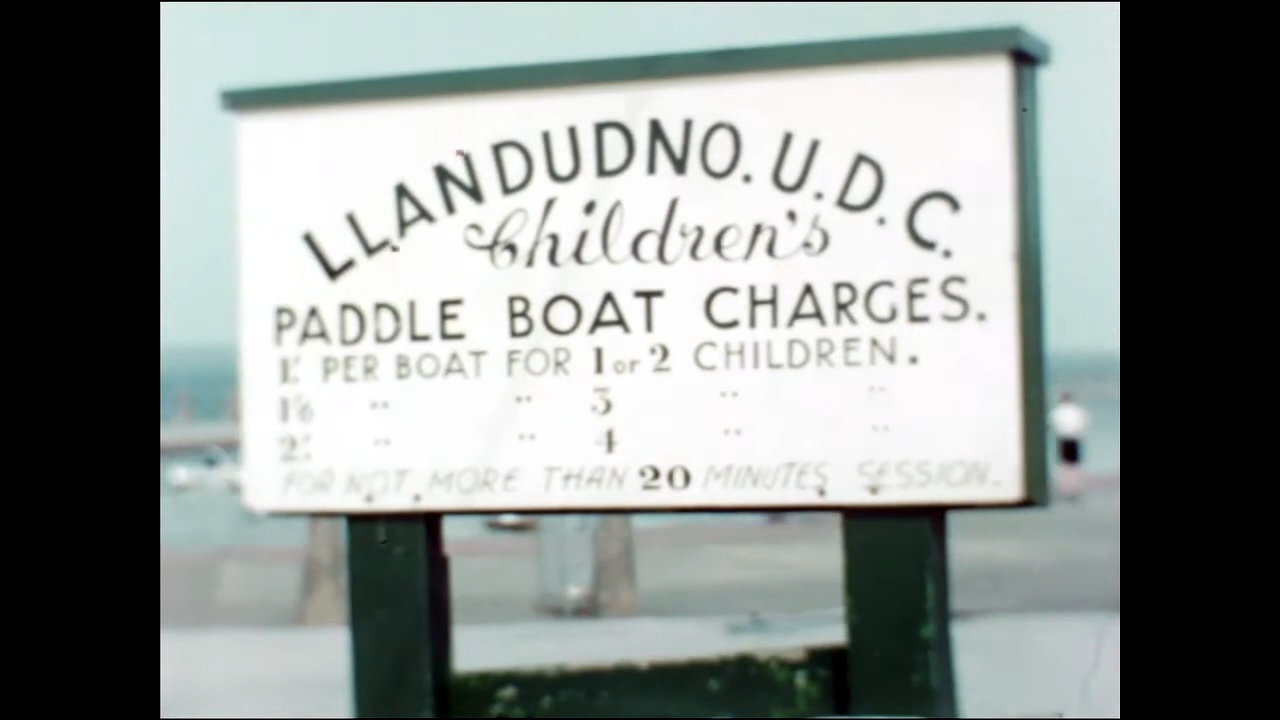 LLANDUDNO. U.D.C.
Children's
PADDLE BOAT CHARGES.
1/- PER BOAT FOR 1 or 2 CHILDREN.
1/6 " " 3 " "
2/- " " 4 " "
FOR NOT MORE THAN 20 MINUTES SESSION.